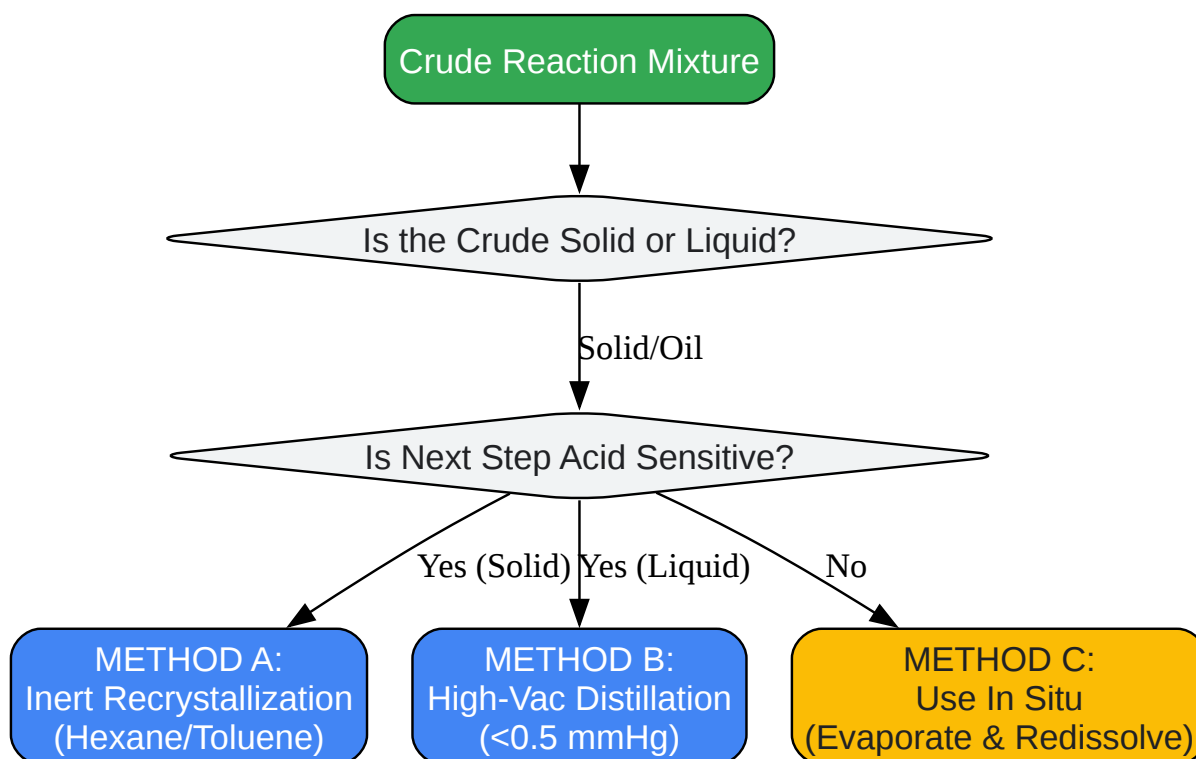 Crude Reaction Mixture
Is the Crude Solid or Liquid?
Solid/Oil
Is Next Step Acid Sensitive?
Yes (Solid)
Yes (Liquid)
No
METHOD A:
Inert Recrystallization
(Hexane/Toluene)
METHOD B:
High-Vac Distillation
(<0.5 mmHg)
METHOD C:
Use In Situ
(Evaporate & Redissolve)